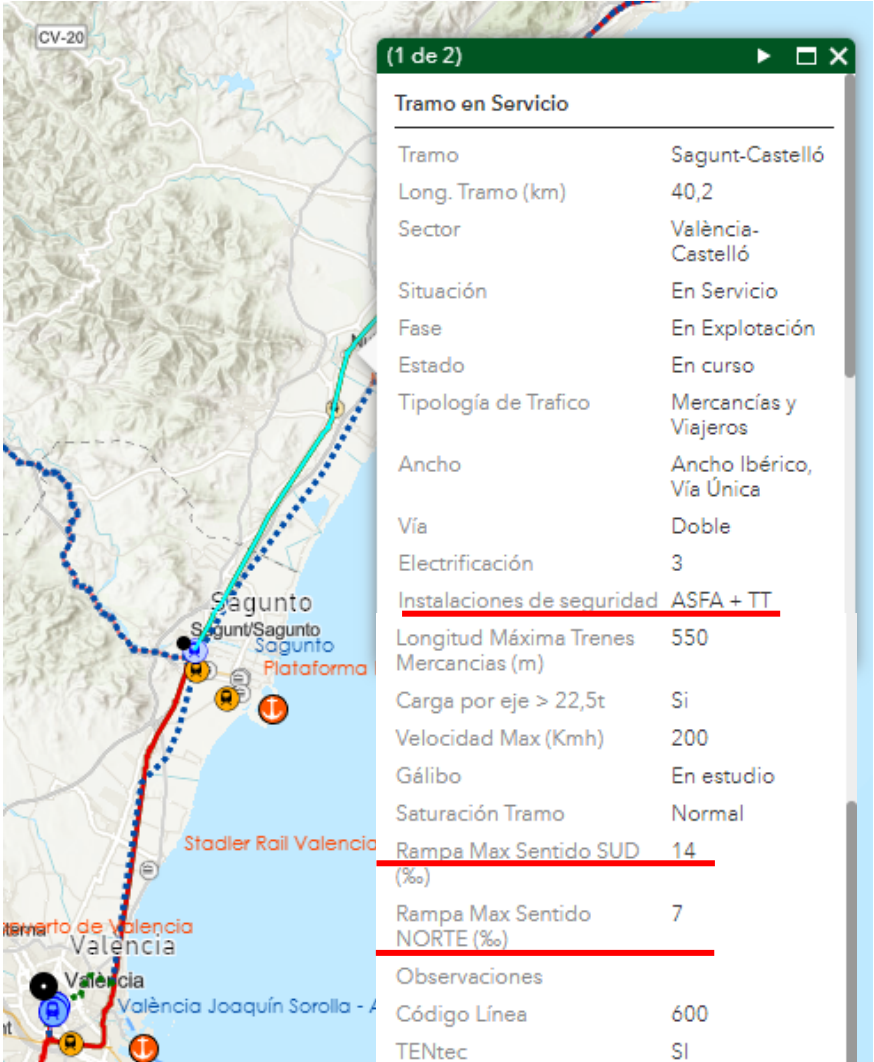 CV-20
(1 de 2)
Tramo en Servicio
Tramo Sagunt-Castelló
Long. Tramo (km) 40,2
Sector València-
Castelló
Situación En Servicio
Fase En Explotación
Estado En curso
Tipología de Trafico Mercancías y
Viajeros
Ancho Ancho Ibérico,
Vía Única
Vía Doble
Electrificación 3
Instalaciones de seguridad ASFA + TT
Longitud Máxima Trenes 550
Mercancias (m)
Carga por eje > 22,5t Si
Velocidad Max (Kmh) 200
Gálibo En estudio
Saturación Tramo Normal
Rampa Max Sentido SUD 14
(‰)
Rampa Max Sentido 7
NORTE (‰)
Observaciones
Código Línea 600
TENtec SI
Sagunto
Sagunt/Sagunto
Sagunto
Plataforma
Stadler Rail Valencia
de Valencia
Valencia
València
València Joaquín Sorolla - A